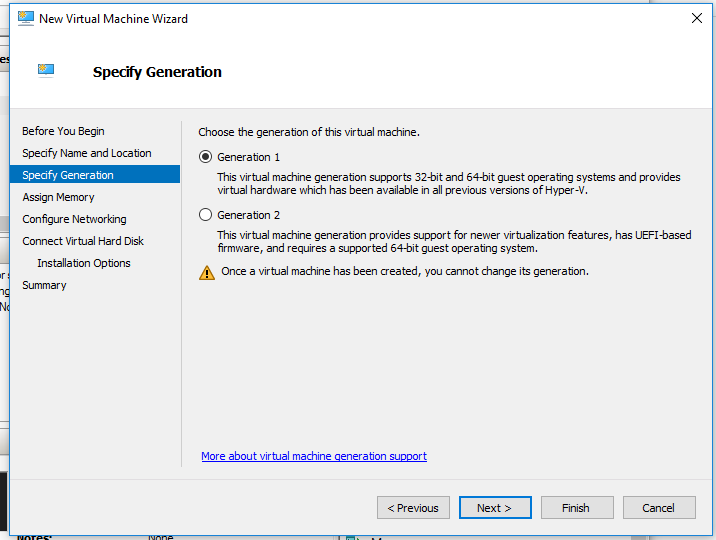 New Virtual Machine Wizard
Specify Generation
Before You Begin
Specify Name and Location
Specify Generation
Assign Memory
Configure Networking
Connect Virtual Hard Disk
Installation Options
Summary
Choose the generation of this virtual machine.
Generation 1
This virtual machine generation supports 32-bit and 64-bit guest operating systems and provides
virtual hardware which has been available in all previous versions of Hyper-V.
Generation 2
This virtual machine generation provides support for newer virtualization features, has UEFI-based
firmware, and requires a supported 64-bit guest operating system.
Once a virtual machine has been created, you cannot change its generation.
More about virtual machine generation support
< Previous
Next >
Finish
Cancel
Notes:
None